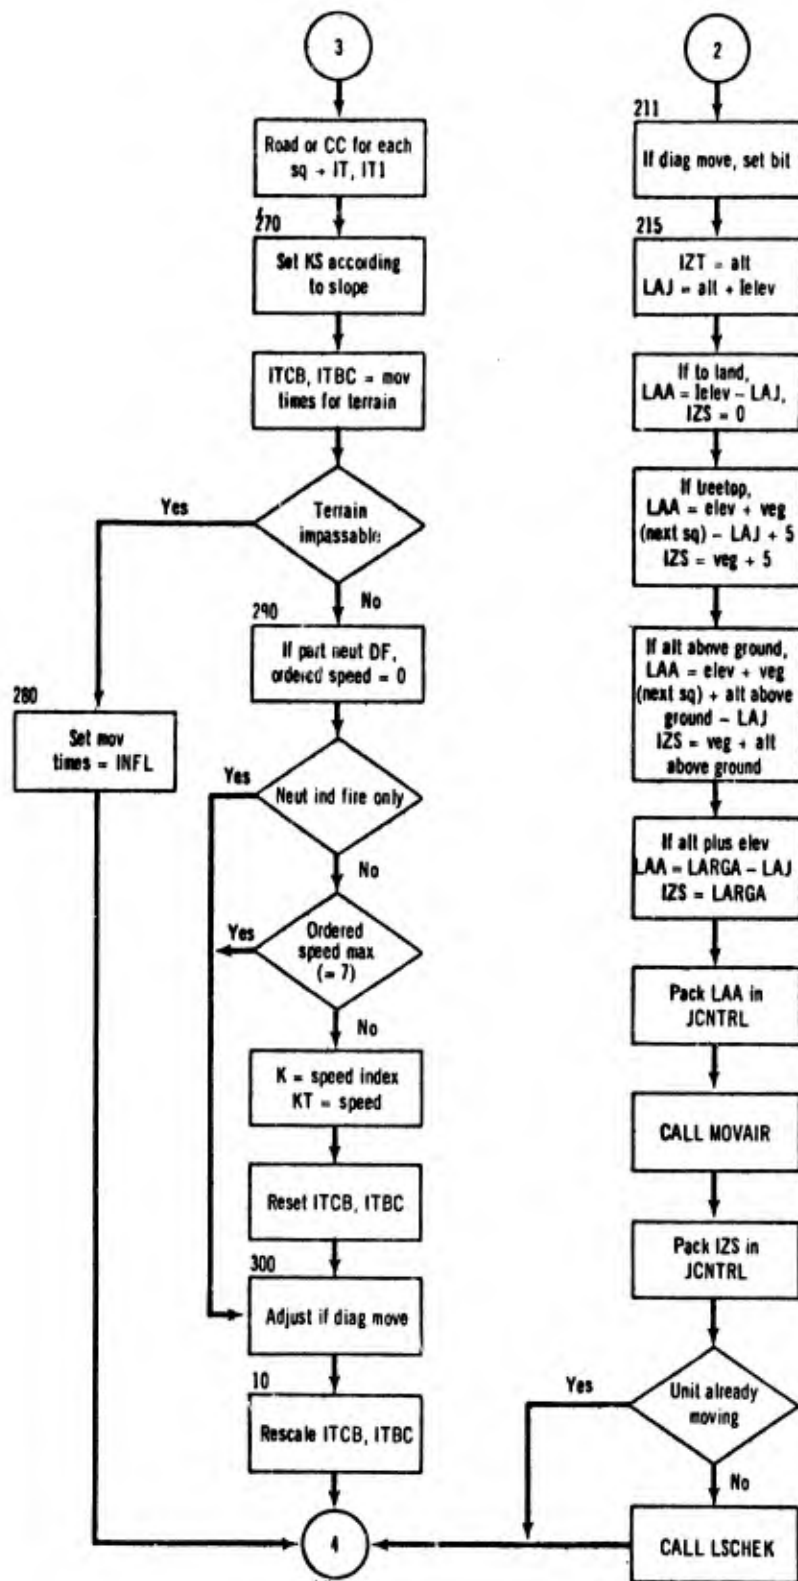 3
Road or CC for each
sq → IT, IT1
270
Set KS according
to slope
ITCB, ITBC = mov
times for terrain
Yes
Terrain
impassable
No
290
If part neut DF,
ordered speed = 0
280
Set mov
times = INFL
Yes
Neut ind fire only
No
Yes
Ordered
speed max
(= 7)
No
K = speed index
KT = speed
Reset ITCB, ITBC
300
Adjust if diag move
10
Rescale ITCB, ITBC
4
2
211
If diag move, set bit
215
IZT = alt
LAJ = alt + lelev
If to land,
LAA = lelev – LAJ,
IZS = 0
If treetop,
LAA = elev + veg
(next sq) – LAJ + 5
IZS = veg + 5
If alt above ground,
LAA = elev + veg
(next sq) + alt above
ground – LAJ
IZS = veg + alt
above ground
If alt plus elev
LAA = LARGA – LAJ
IZS = LARGA
Pack LAA in
JCNTRL
CALL MOVAIR
Pack IZS in
JCNTRL
Yes
Unit already
moving
No
CALL LSCHEK